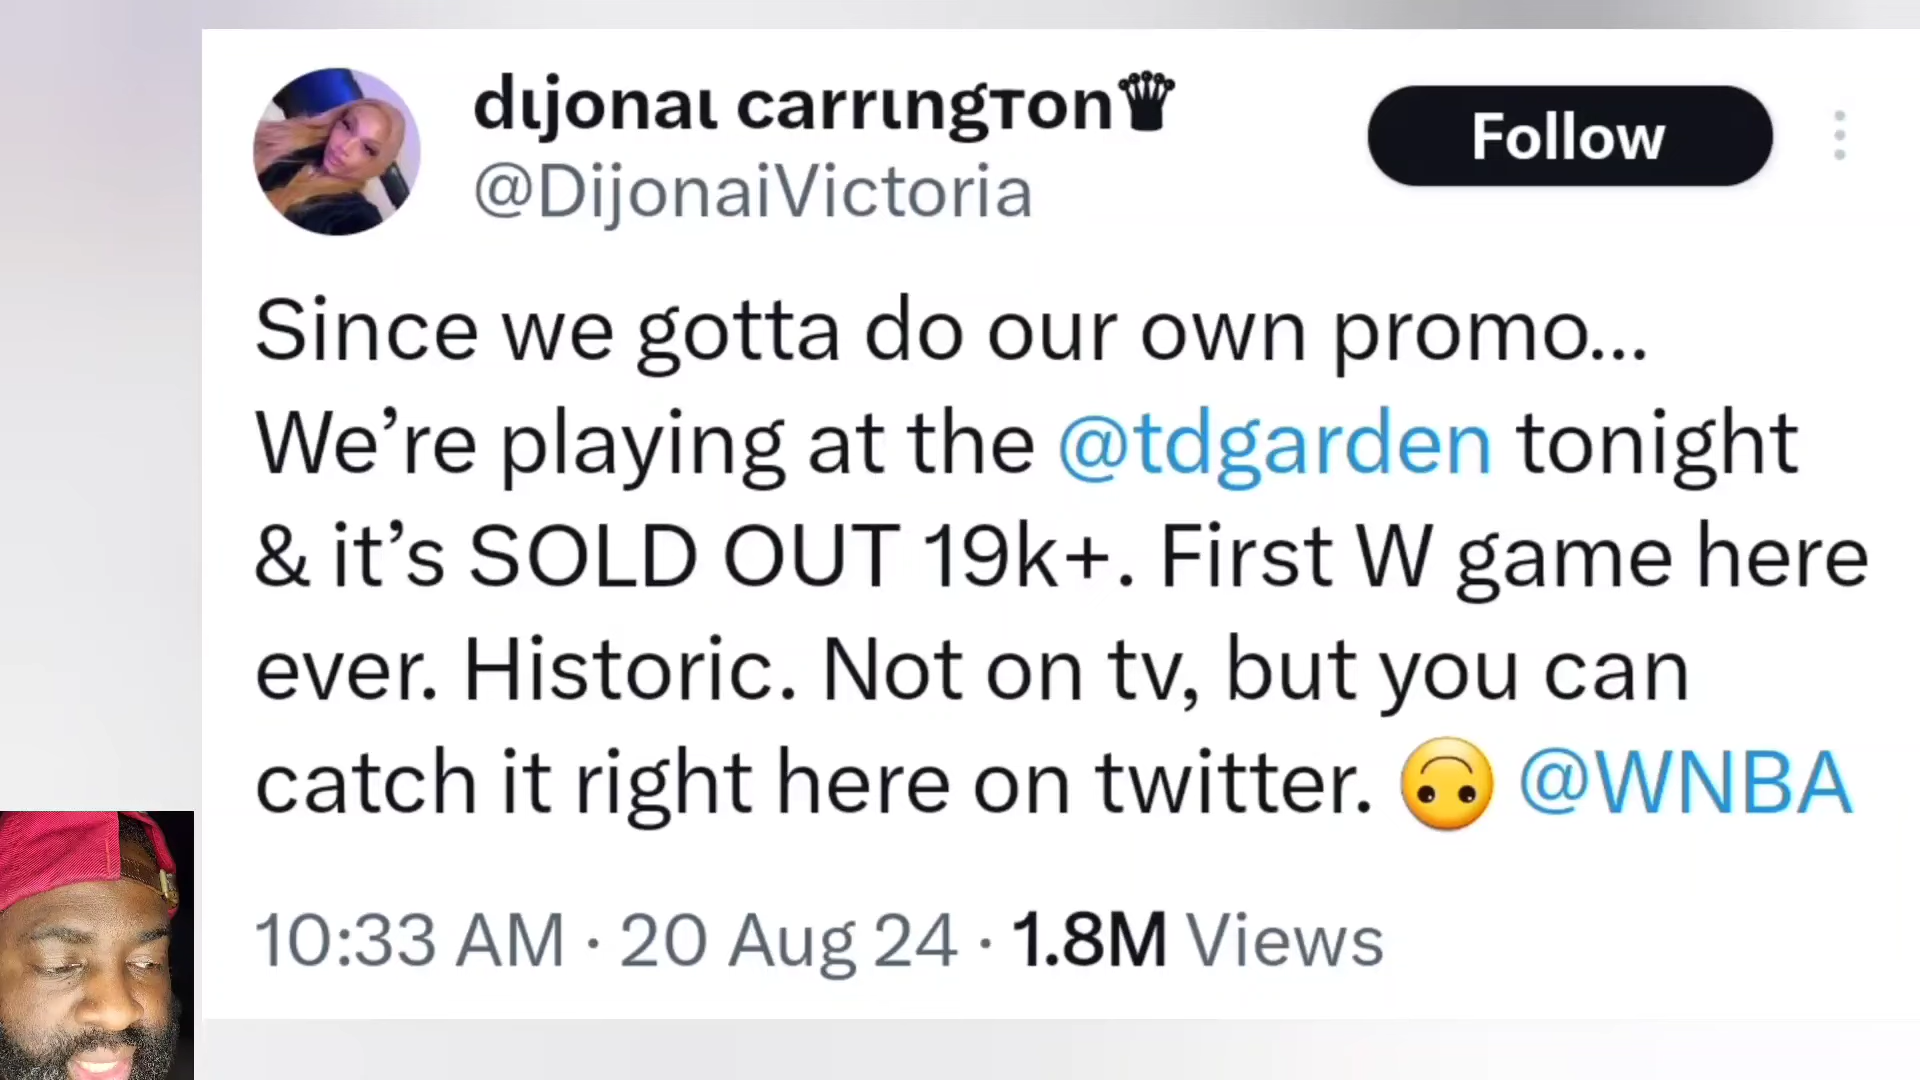 dιjonaι carrιngтon♛
@DijonaiVictoria
Follow
Since we gotta do our own promo...
We’re playing at the @tdgarden tonight
& it’s SOLD OUT 19k+. First W game here
ever. Historic. Not on tv, but you can
catch it right here on twitter. 🙃 @WNBA
10:33 AM · 20 Aug 24 · 1.8M Views